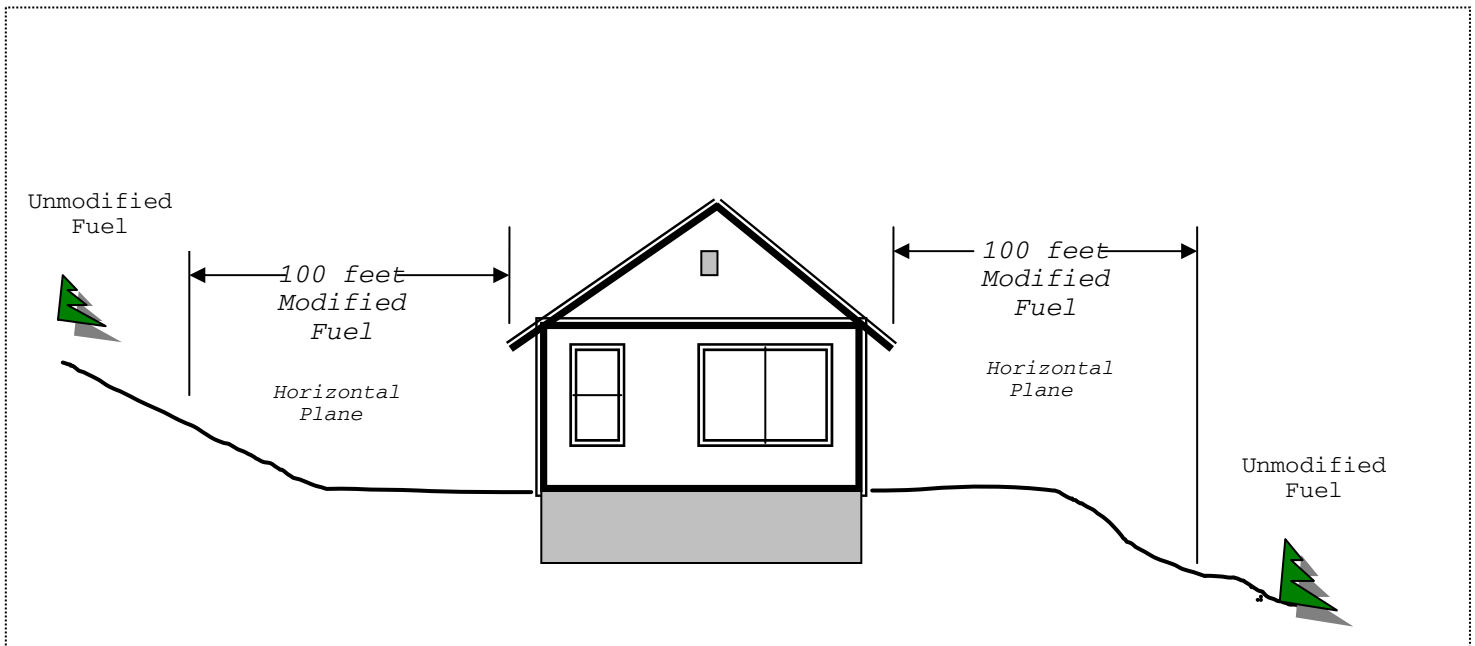 Unmodified
Fuel
100 feet
Modified
Fuel
Horizontal
Plane
100 feet
Modified
Fuel
Horizontal
Plane
Unmodified
Fuel